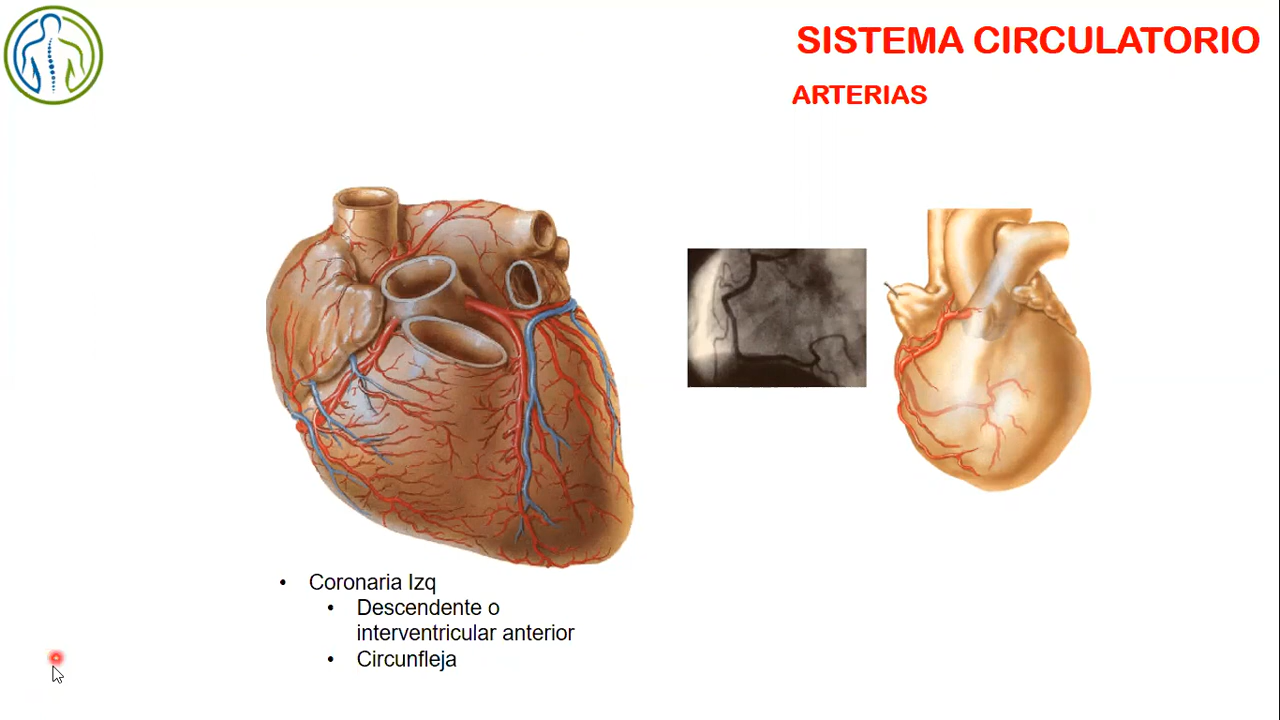 SISTEMA CIRCULATORIO
ARTERIAS
• Coronaria Izq
• Descendente o
interventricular anterior
• Circunfleja